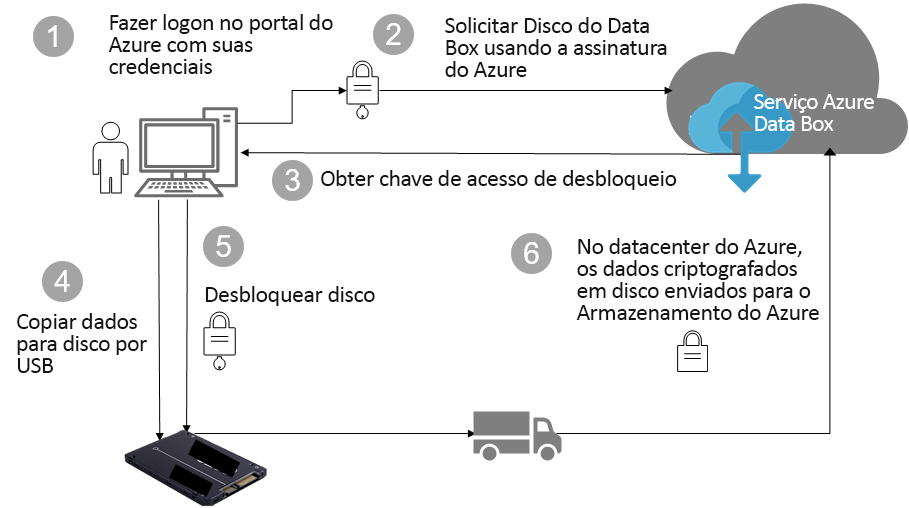 1
Fazer logon no portal do
Azure com suas
credenciais
2
Solicitar Disco do Data
Box usando a assinatura
do Azure
Serviço Azure
Data Box
3
Obter chave de acesso de desbloqueio
4
Copiar dados
para disco por
USB
5
Desbloquear disco
6
No datacenter do Azure,
os dados criptografados
em disco enviados para o
Armazenamento do Azure